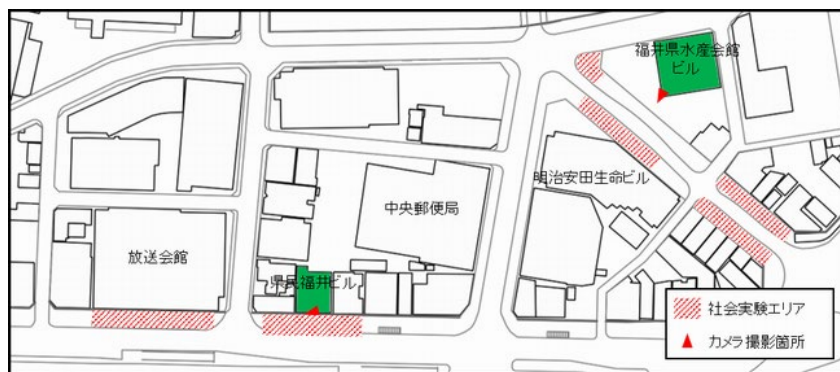 福井県水産会館
ビル
明治安田生命ビル
中央郵便局
放送会館
県民福井ビル
社会実験エリア
カメラ撮影箇所